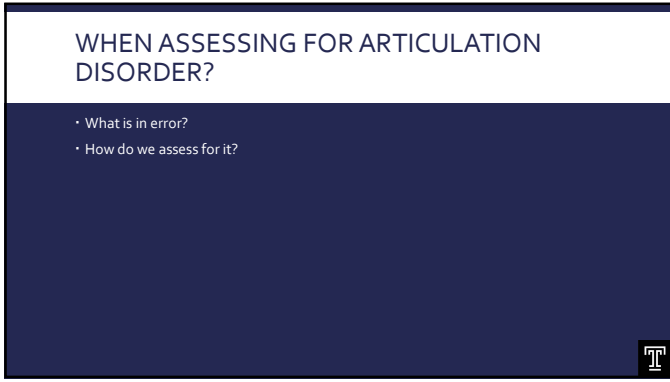 WHEN ASSESSING FOR ARTICULATION
DISORDER?
▪ What is in error?
▪ How do we assess for it?